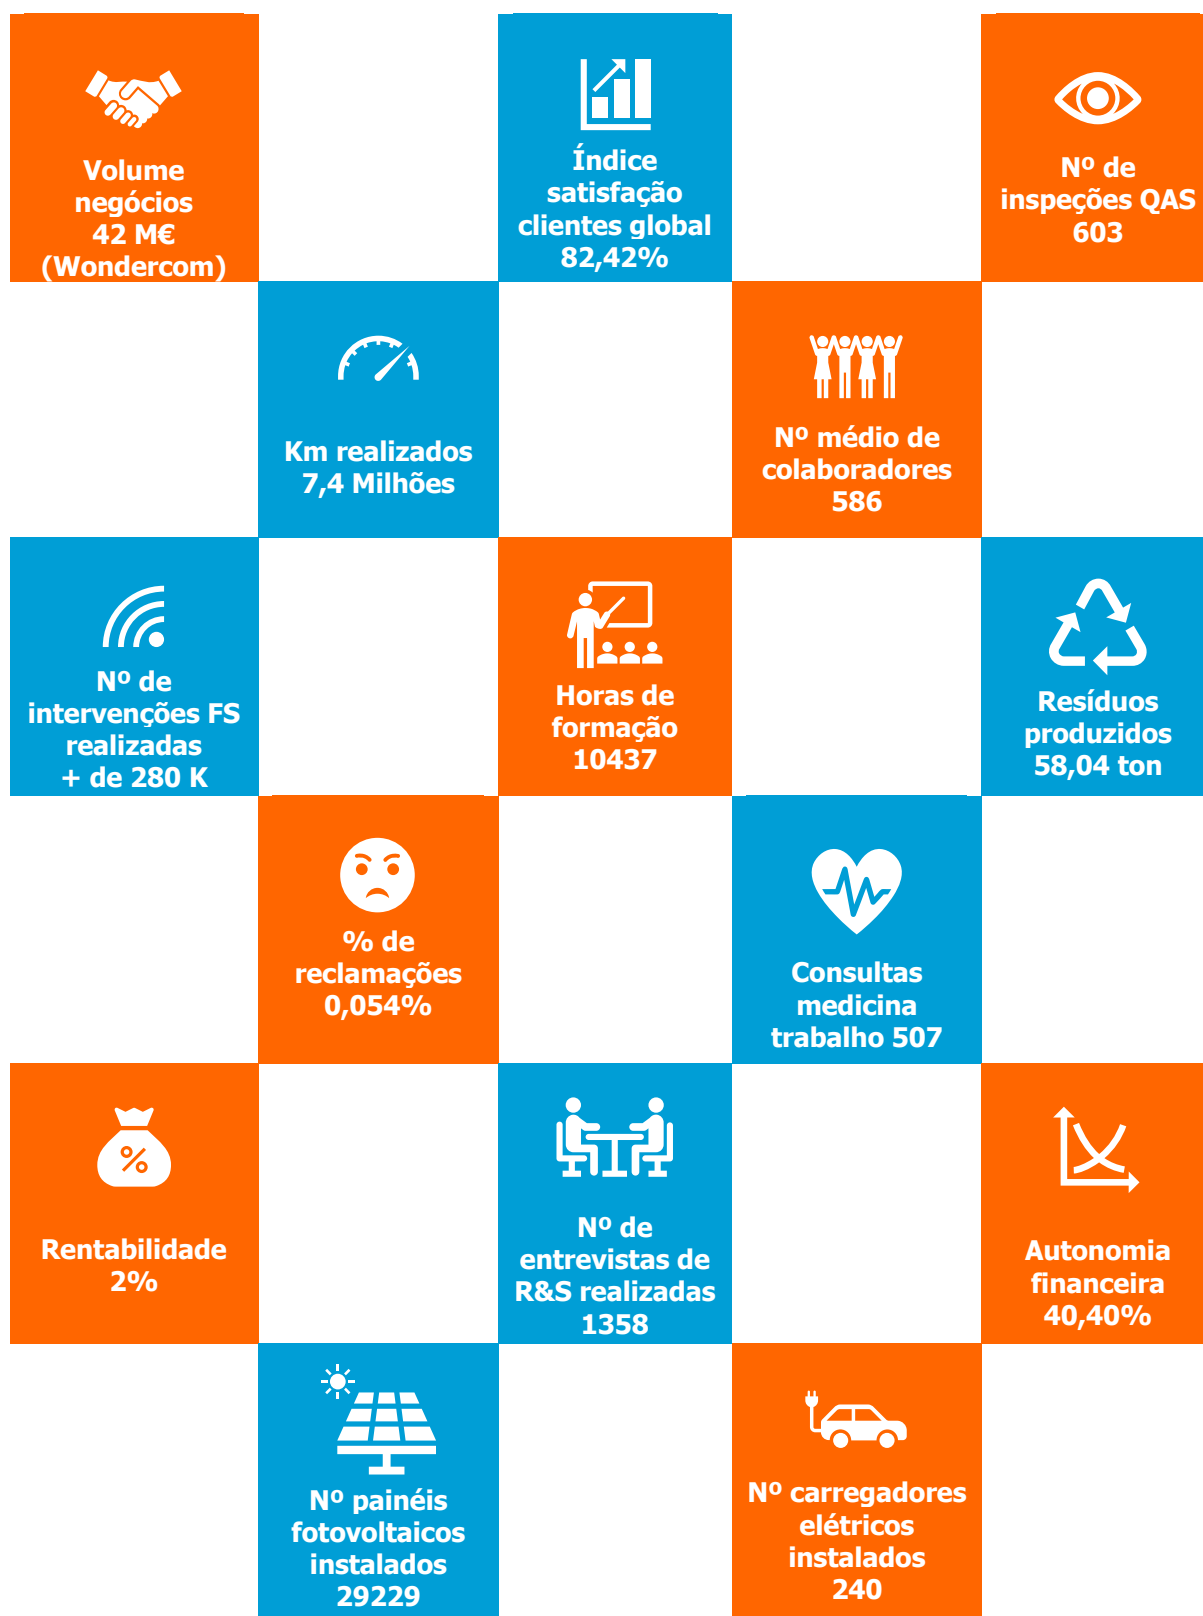 Volume
negócios
42 M€
(Wondercom)
Índice
satisfação
clientes global
82,42%
Nº de
inspeções QAS
603
Km realizados
7,4 Milhões
Nº médio de
colaboradores
586
Nº de
intervenções FS
realizadas
+ de 280 K
Horas de
formação
10437
Resíduos
produzidos
58,04 ton
% de
reclamações
0,054%
Consultas
medicina
trabalho 507
%
Rentabilidade
2%
Nº de
entrevistas de
R&S realizadas
1358
Autonomia
financeira
40,40%
Nº painéis
fotovoltaicos
instalados
29229
Nº carregadores
elétricos
instalados
240